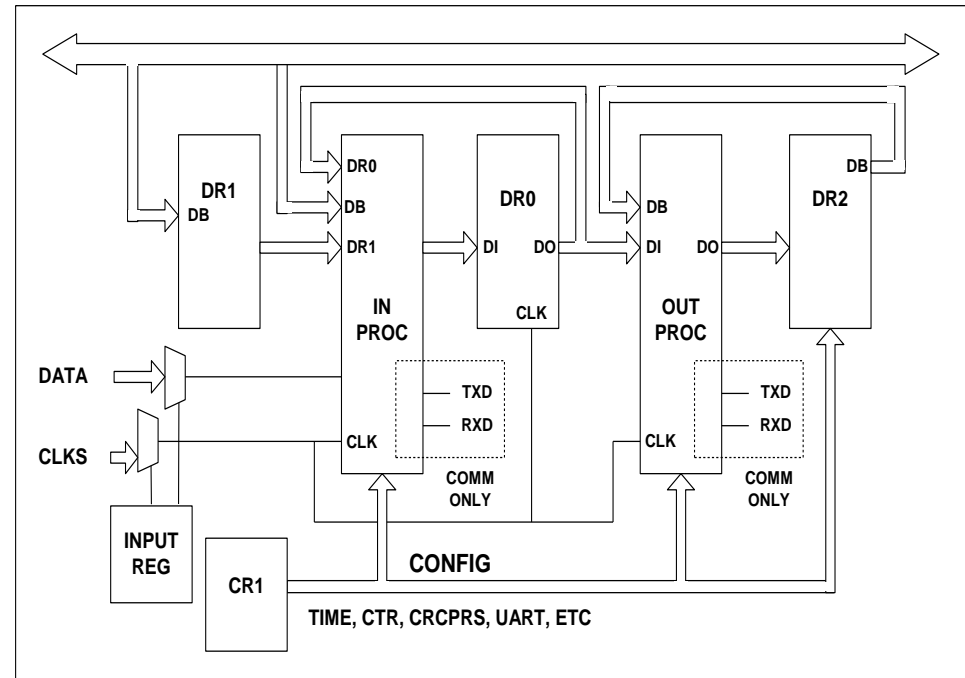 DR1
DB
DR0
DB
DR1
IN
PROC
CLK
DR0
DI
DO
CLK
DB
DI
DO
OUT
PROC
CLK
DB
DR2
DATA
CLKS
TXD
RXD
COMM
ONLY
TXD
RXD
COMM
ONLY
INPUT
REG
CR1
CONFIG
TIME, CTR, CRCPRS, UART, ETC